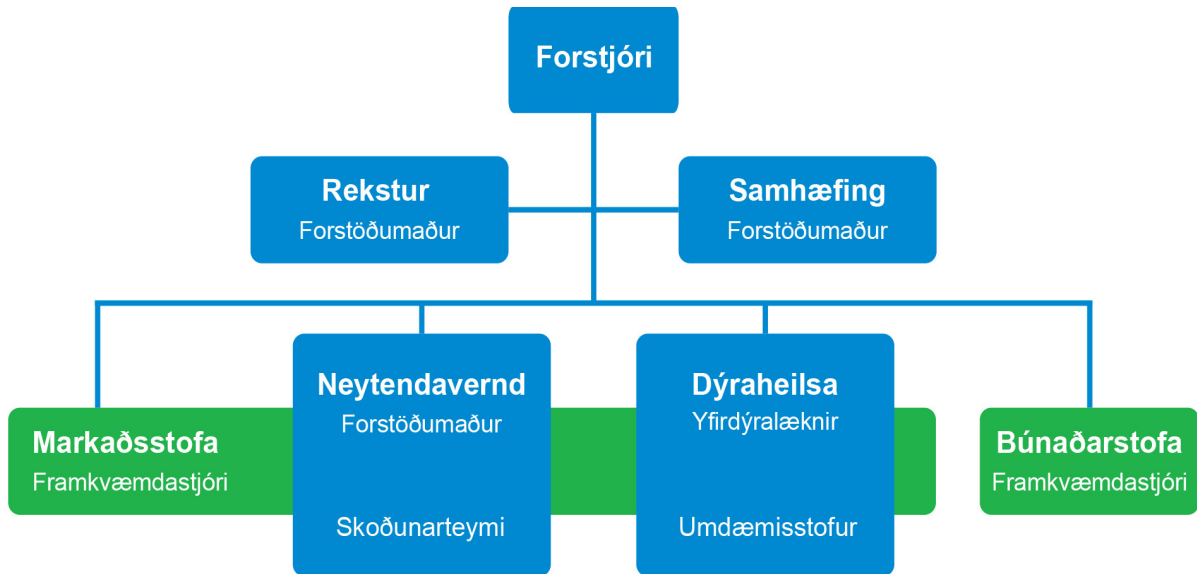 Forstjóri
Rekstur
Forstöðumaður
Samhæfing
Forstöðumaður
Neytendavernd
Forstöðumaður
Skoðunarteymi
Dýraheilsa
Yfirdýralæknir
Umdæmisstofur
Markaðsstofa
Framkvæmdastjóri
Búnaðarstofa
Framkvæmdastjóri